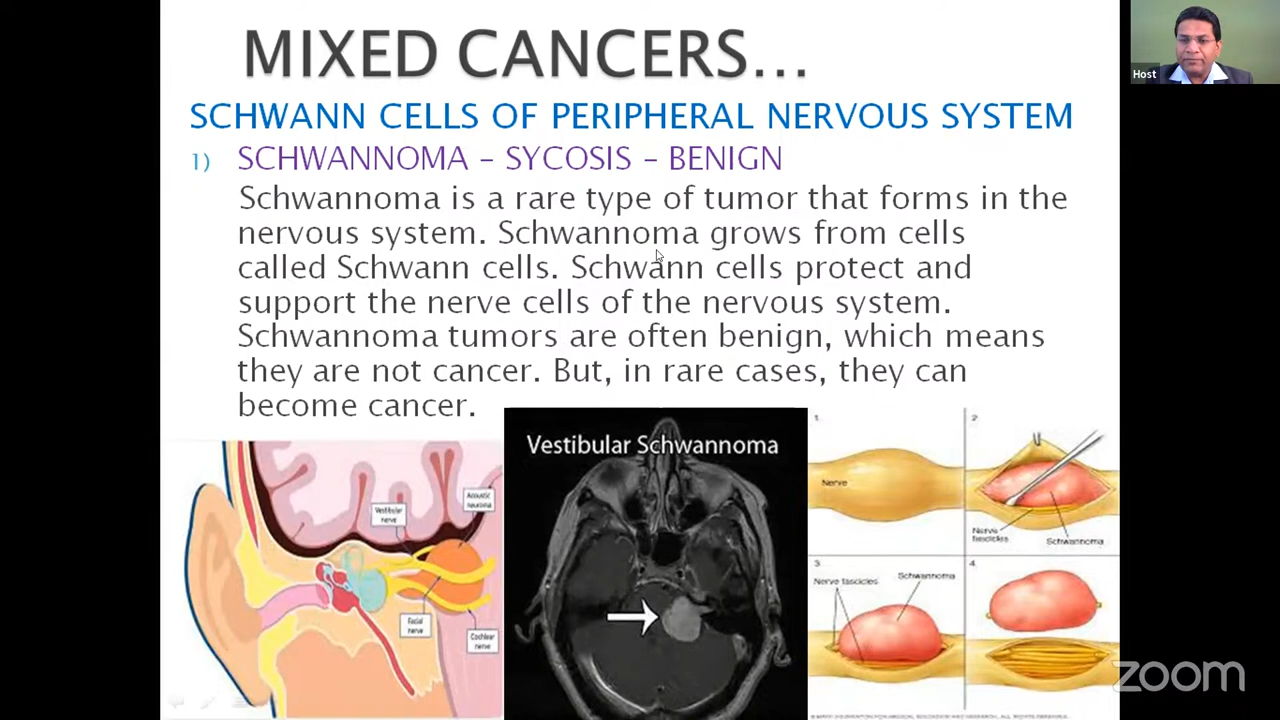 MIXED CANCERS...
Host
SCHWANN CELLS OF PERIPHERAL NERVOUS SYSTEM
1) SCHWANNOMA – SYCOSIS – BENIGN
Schwannoma is a rare type of tumor that forms in the
nervous system. Schwannoma grows from cells
called Schwann cells. Schwann cells protect and
support the nerve cells of the nervous system.
Schwannoma tumors are often benign, which means
they are not cancer. But, in rare cases, they can
become cancer.
Vestibular
nerve
Acoustic
neuroma
Facial
nerve
Cochlear
nerve
Vestibular Schwannoma
1.
Nerve
2
Nerve
fascicles
Schwannoma
3.
Nerve fascicles
Schwannoma
4.
zoom